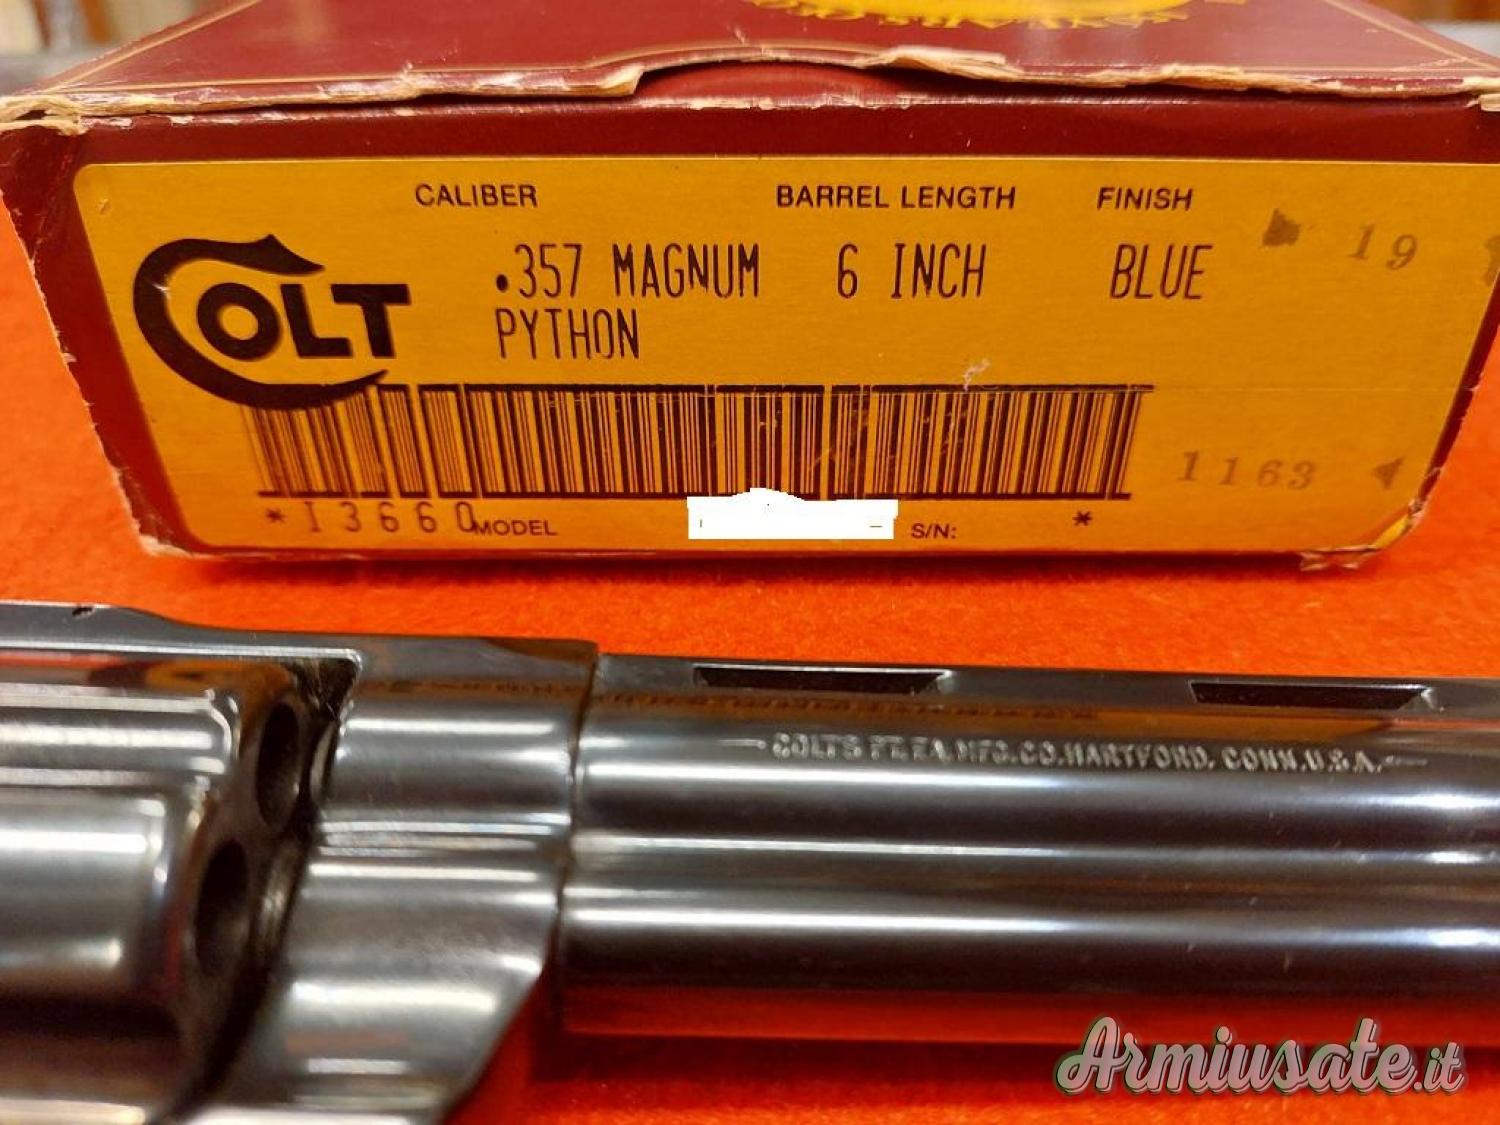 CALIBER BARREL LENGTH FINISH
COLT .357 MAGNUM 6 INCH BLUE 19
PYTHON
1163
*I3660 MODEL S/N: *
COLTS PT. F.A. MFG. CO. HARTFORD, CONN. U.S.A.
Armiusate.it